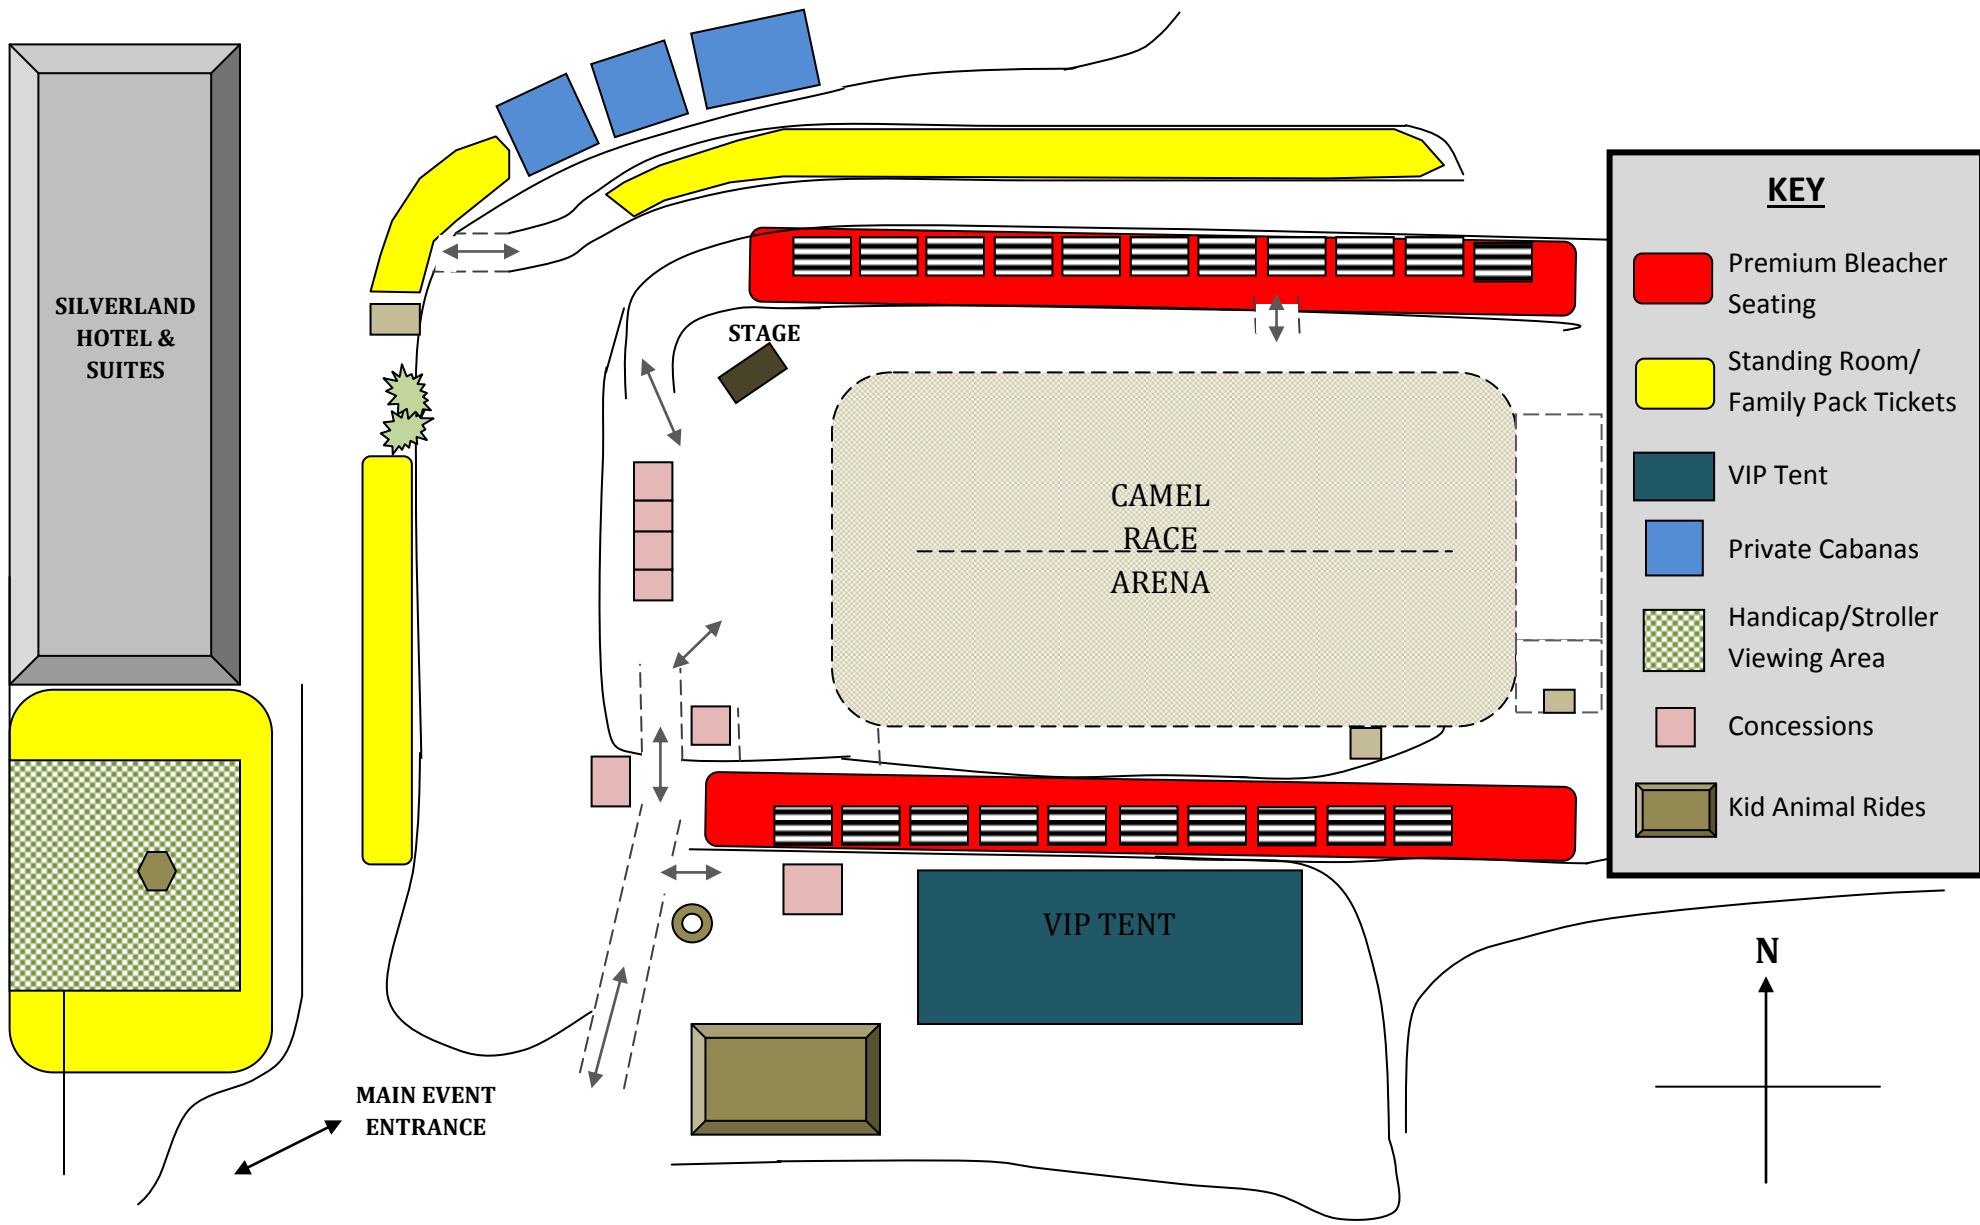 SILVERLAND
HOTEL &
SUITES
STAGE
CAMEL
RACE
ARENA
VIP TENT
MAIN EVENT
ENTRANCE
KEY
Premium Bleacher
Seating
Standing Room/
Family Pack Tickets
VIP Tent
Private Cabanas
Handicap/Stroller
Viewing Area
Concessions
Kid Animal Rides
N